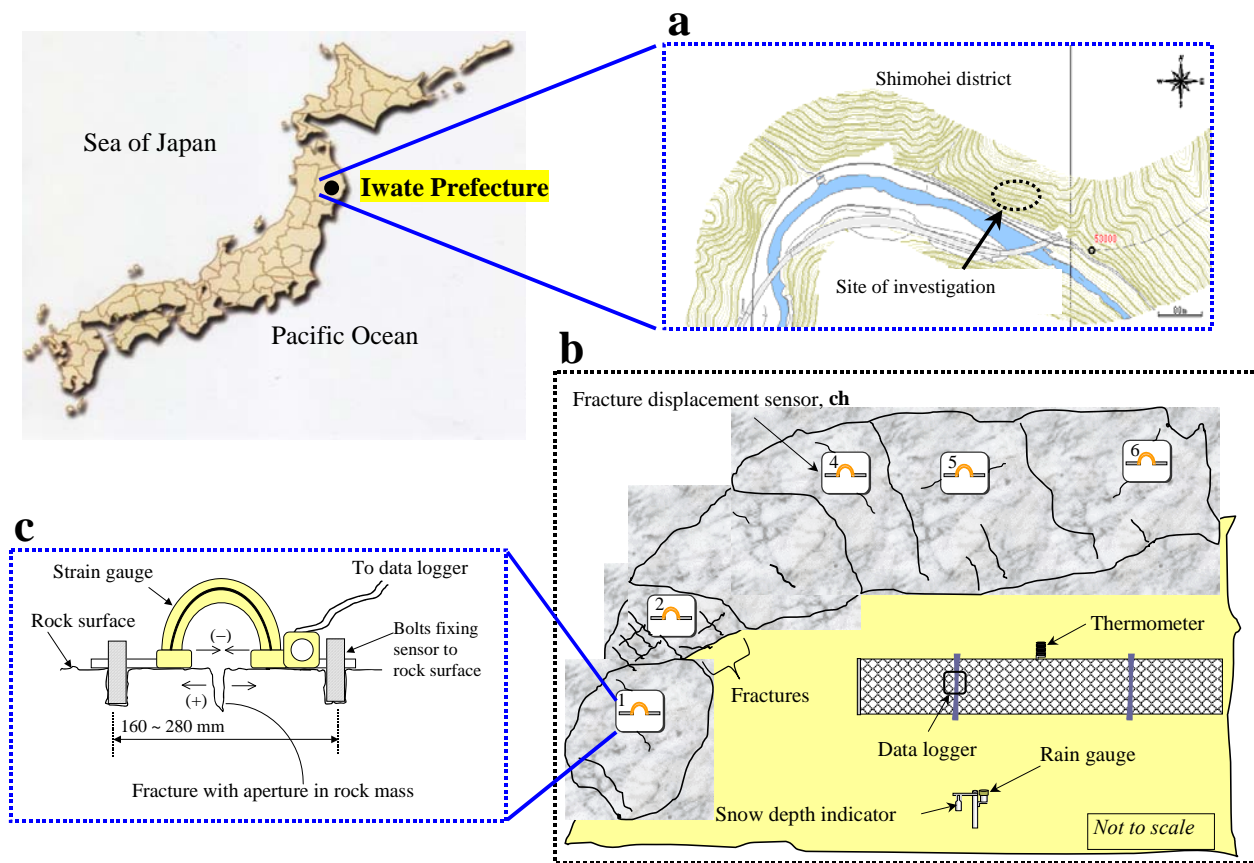 Sea of Japan
Iwate Prefecture
Pacific Ocean
a
Shimohei district
Site of investigation
b
Fracture displacement sensor, ch
4
5
6
2
1
Fractures
Thermometer
Data logger
Rain gauge
Snow depth indicator
Not to scale
c
Strain gauge
To data logger
Rock surface
Bolts fixing
sensor to
rock surface
(−)
(+)
160 ~ 280 mm
Fracture with aperture in rock mass